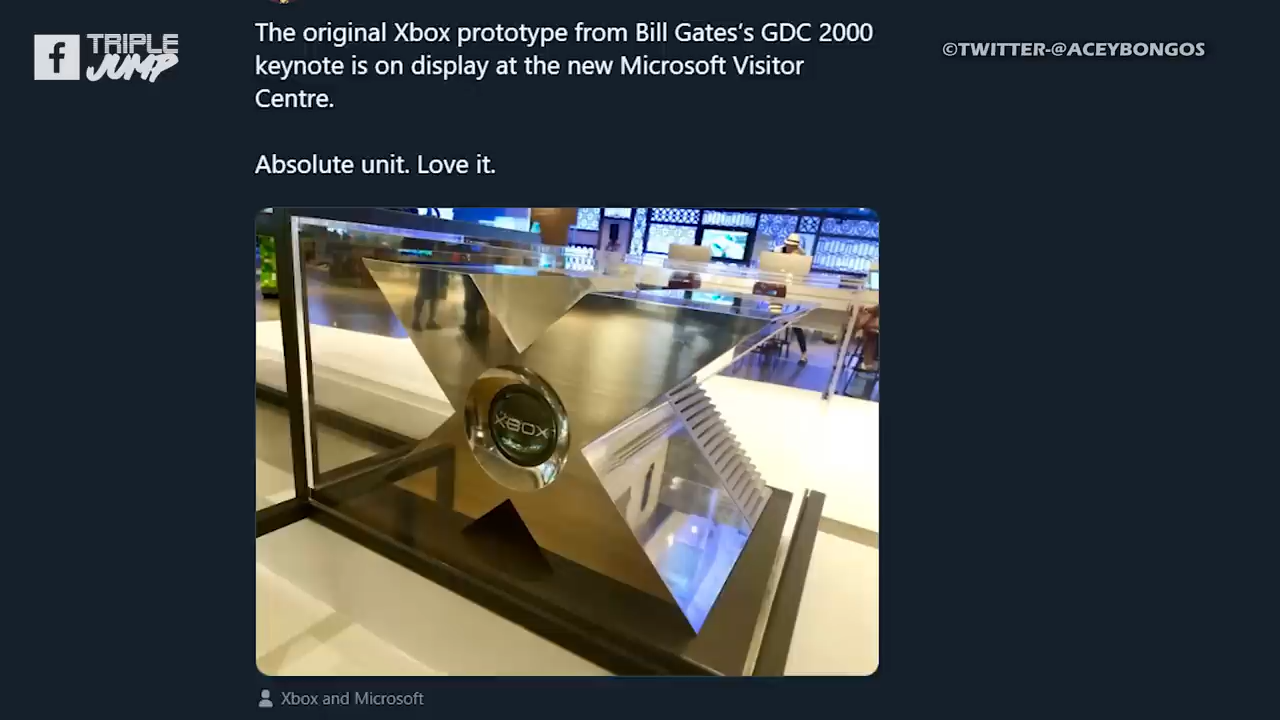 TRIPLE
JUMP
©TWITTER-@ACEYBONGOS
The original Xbox prototype from Bill Gates's GDC 2000
keynote is on display at the new Microsoft Visitor
Centre.
Absolute unit. Love it.
XBOX
Xbox and Microsoft